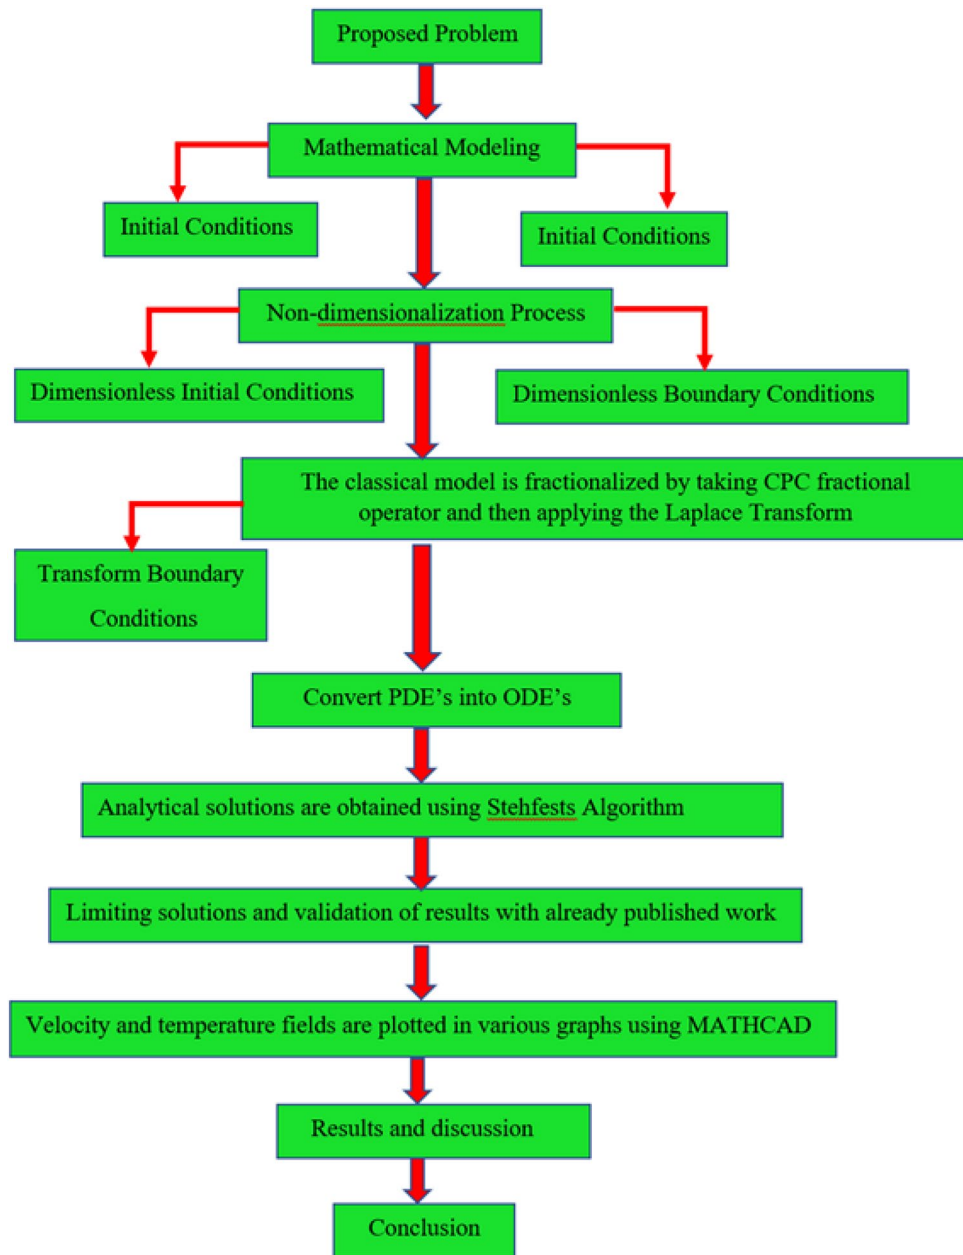 Proposed Problem
Mathematical Modeling
Initial Conditions
Initial Conditions
Non-dimensionalization Process
Dimensionless Initial Conditions
Dimensionless Boundary Conditions
The classical model is fractionalized by taking CPC fractional
operator and then applying the Laplace Transform
Transform Boundary
Conditions
Convert PDE’s into ODE’s
Analytical solutions are obtained using Stehfests Algorithm
Limiting solutions and validation of results with already published work
Velocity and temperature fields are plotted in various graphs using MATHCAD
Results and discussion
Conclusion